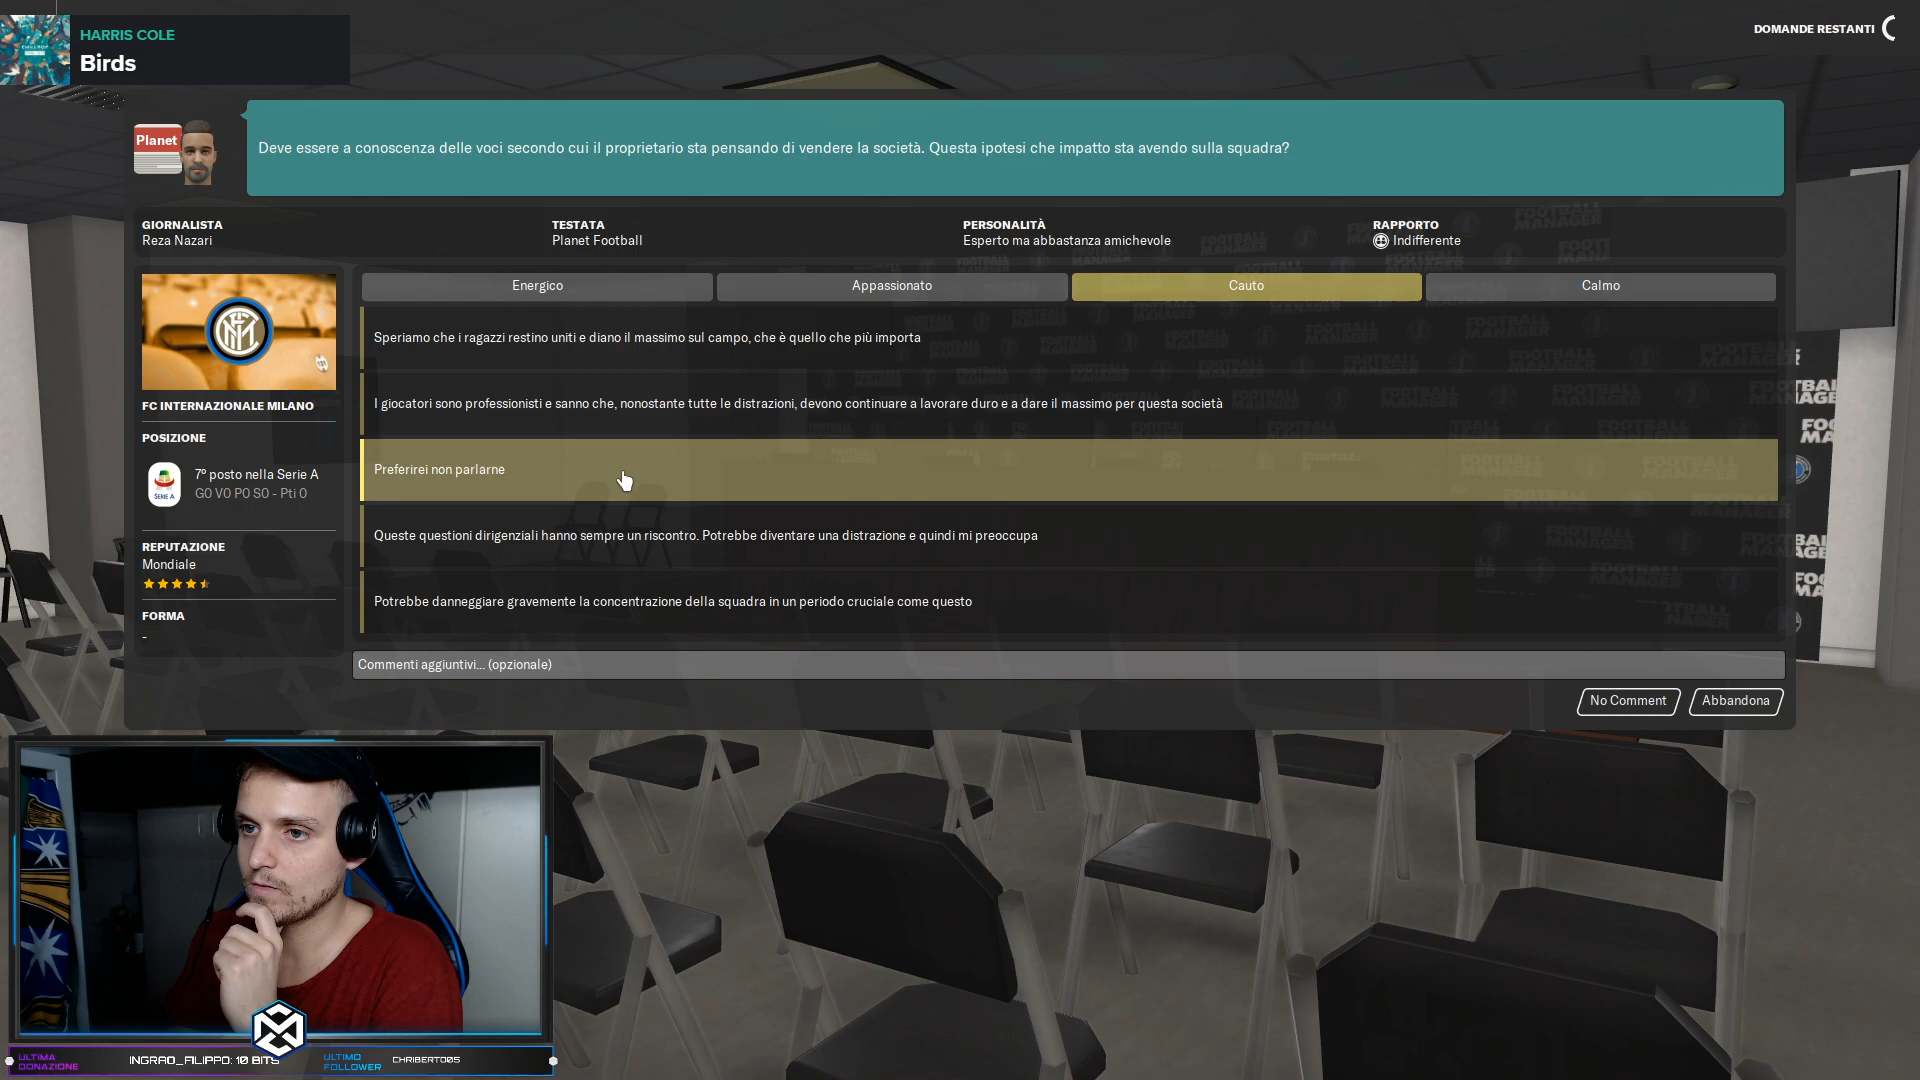 HARRIS COLE
Birds
DOMANDE RESTANTI
Planet
Deve essere a conoscenza delle voci secondo cui il proprietario sta pensando di vendere la società. Questa ipotesi che impatto sta avendo sulla squadra?
GIORNALISTA
Reza Nazari
TESTATA
Planet Football
PERSONALITÀ
Esperto ma abbastanza amichevole
RAPPORTO
Indifferente
Energico
Appassionato
Cauto
Calmo
Speriamo che i ragazzi restino uniti e diano il massimo sul campo, che è quello che più importa
I giocatori sono professionisti e sanno che, nonostante tutte le distrazioni, devono continuare a lavorare duro e a dare il massimo per questa società
Preferirei non parlarne
Queste questioni dirigenziali hanno sempre un riscontro. Potrebbe diventare una distrazione e quindi mi preoccupa
Potrebbe danneggiare gravemente la concentrazione della squadra in un periodo cruciale come questo
FC INTERNAZIONALE MILANO
POSIZIONE
SERIE A
7º posto nella Serie A
G0 V0 P0 S0 - Pti 0
REPUTAZIONE
Mondiale
FORMA
-
Commenti aggiuntivi... (opzionale)
No Comment
Abbandona
FOOTBALL MANAGER
ULTIMA DONAZIONE
INGRAO_FILIPPO: 10 BITS
ULTIMO FOLLOWER
CHRIBERTO05